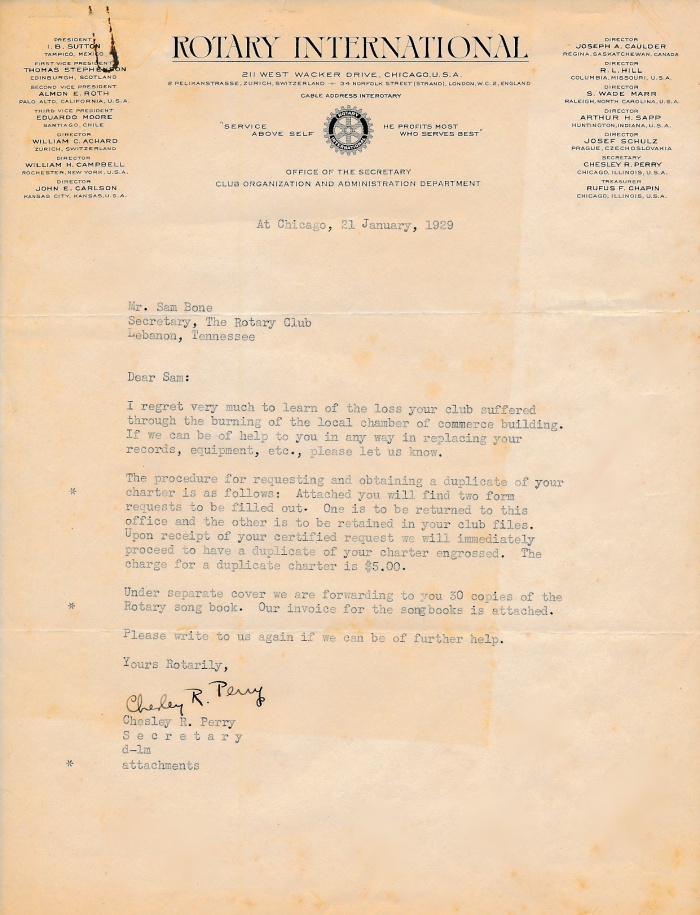 PRESIDENT
I. B. SUTTON
TAMPICO, MEXICO
FIRST VICE PRESIDENT
THOMAS STEPHENSON
EDINBURGH, SCOTLAND
SECOND VICE PRESIDENT
ALMON E. ROTH
PALO ALTO, CALIFORNIA, U.S.A.
THIRD VICE PRESIDENT
EDUARDO MOORE
SANTIAGO, CHILE
DIRECTOR
WILLIAM C. ACHARD
ZURICH, SWITZERLAND
DIRECTOR
WILLIAM H. CAMPBELL
ROCHESTER, NEW YORK, U.S.A.
DIRECTOR
JOHN E. CARLSON
KANSAS CITY, KANSAS, U.S.A.
ROTARY INTERNATIONAL
211 WEST WACKER DRIVE, CHICAGO, U.S.A.
2 PELIKANSTRASSE, ZURICH, SWITZERLAND — 34 NORFOLK STREET (STRAND), LONDON, W.C. 2, ENGLAND
CABLE ADDRESS INTEROTARY
"SERVICE ABOVE SELF
ROTARY INTERNATIONAL
HE PROFITS MOST WHO SERVES BEST"
OFFICE OF THE SECRETARY
CLUB ORGANIZATION AND ADMINISTRATION DEPARTMENT
DIRECTOR
JOSEPH A. CAULDER
REGINA, SASKATCHEWAN, CANADA
DIRECTOR
R. L. HILL
COLUMBIA, MISSOURI, U.S.A.
DIRECTOR
S. WADE MARR
RALEIGH, NORTH CAROLINA, U.S.A.
DIRECTOR
ARTHUR H. SAPP
HUNTINGTON, INDIANA, U.S.A.
DIRECTOR
JOSEF SCHULZ
PRAGUE, CZECHOSLOVAKIA
SECRETARY
CHESLEY R. PERRY
CHICAGO, ILLINOIS, U.S.A.
TREASURER
RUFUS F. CHAPIN
CHICAGO, ILLINOIS, U.S.A.
At Chicago, 21 January, 1929
Mr. Sam Bone
Secretary, The Rotary Club
Lebanon, Tennessee
Dear Sam:
I regret very much to learn of the loss your club suffered
through the burning of the local chamber of commerce building.
If we can be of help to you in any way in replacing your
records, equipment, etc., please let us know.
The procedure for requesting and obtaining a duplicate of your
* charter is as follows: Attached you will find two form
requests to be filled out. One is to be returned to this
office and the other is to be retained in your club files.
Upon receipt of your certified request we will immediately
proceed to have a duplicate of your charter engrossed. The
charge for a duplicate charter is $5.00.
Under separate cover we are forwarding to you 30 copies of the
* Rotary song book. Our invoice for the songbooks is attached.
Please write to us again if we can be of further help.
Yours Rotarily,
Chesley R. Perry
Chesley R. Perry
S e c r e t a r y
d-lm
* attachments